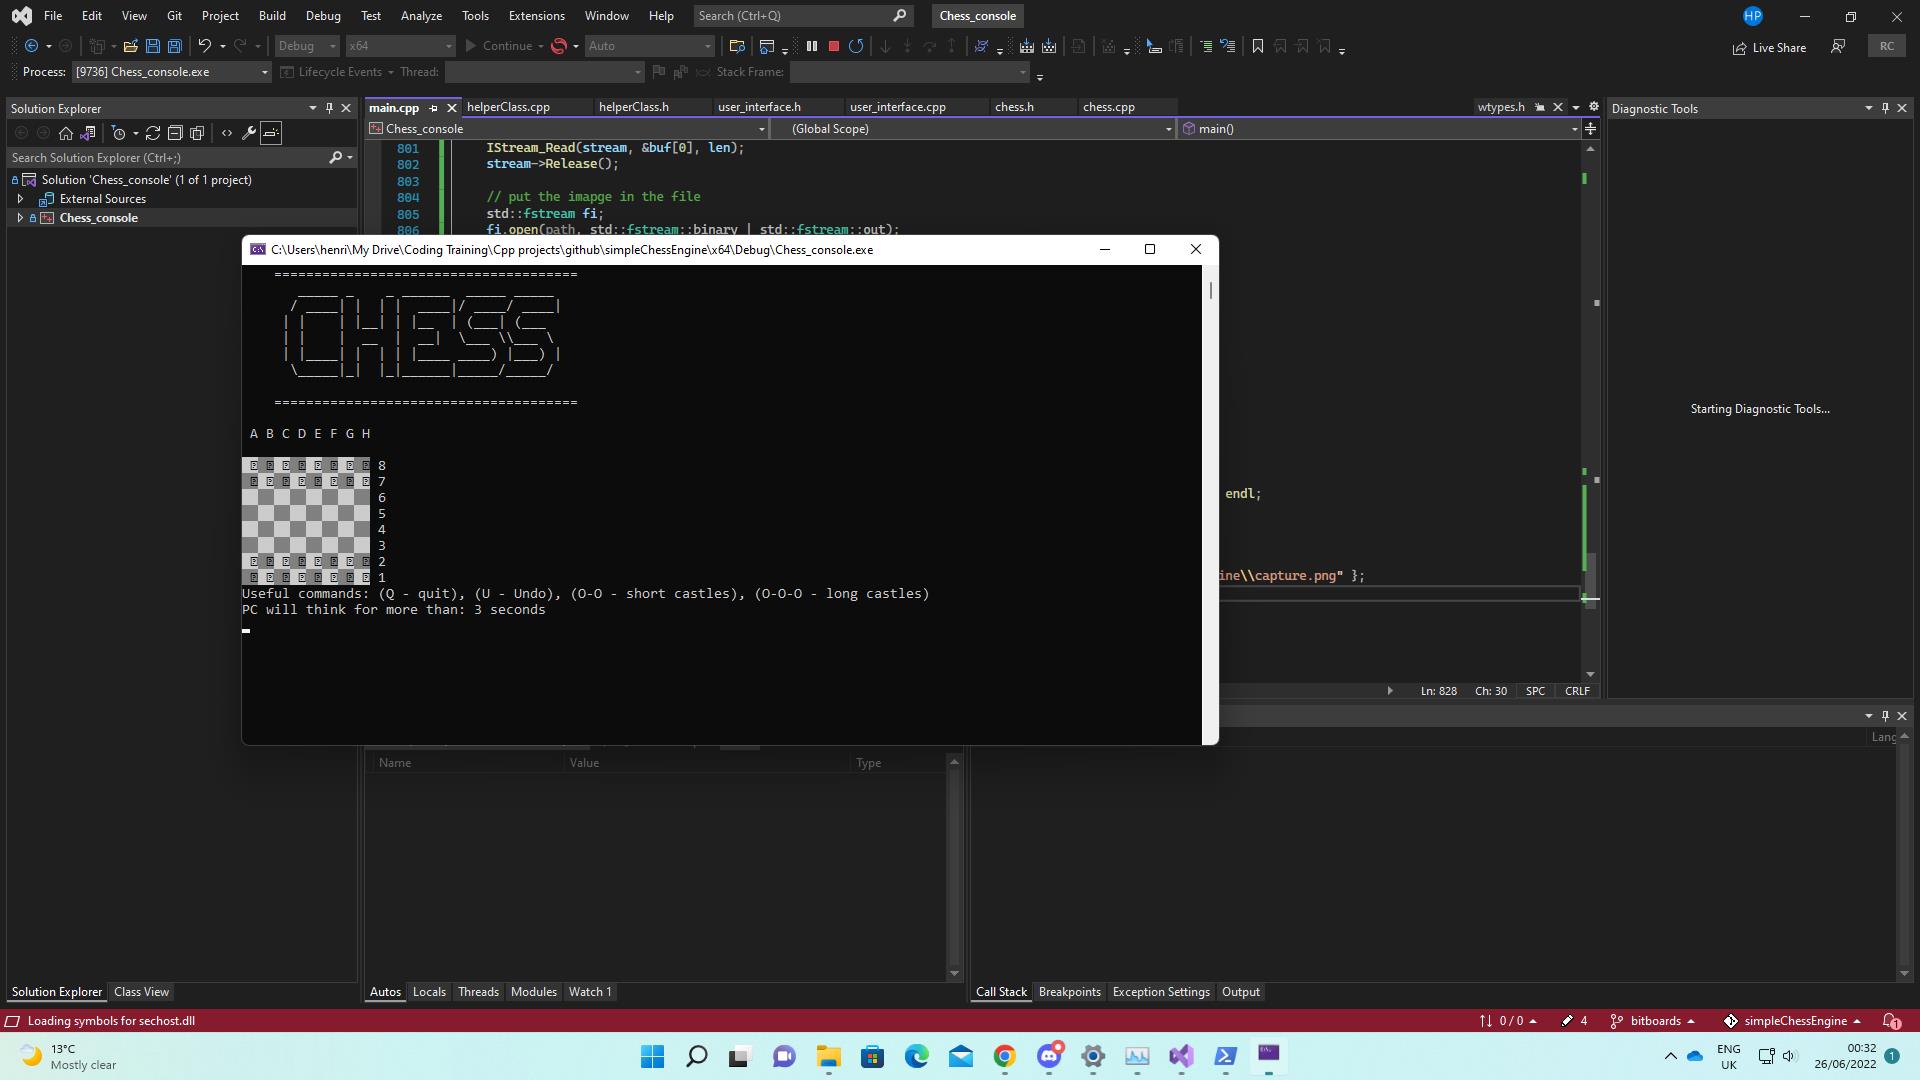 File Edit View Git Project Build Debug Test Analyze Tools Extensions Window Help Search (Ctrl+Q) Chess_console HP
Debug x64 Continue Auto Live Share RC
Process: [9736] Chess_console.exe Lifecycle Events Thread: Stack Frame:
Solution Explorer
Search Solution Explorer (Ctrl+;)
Solution 'Chess_console' (1 of 1 project)
External Sources
Chess_console
main.cpp helperClass.cpp helperClass.h user_interface.h user_interface.cpp chess.h chess.cpp wtypes.h
Chess_console (Global Scope) main()
801 IStream_Read(stream, &buf[0], len);
802 stream->Release();
803
804 // put the imapge in the file
805 std::fstream fi;
806 fi.open(path, std::fstream::binary | std::fstream::out);
endl;
ine\\capture.png" };
Ln: 828 Ch: 30 SPC CRLF
Diagnostic Tools
Starting Diagnostic Tools...
C:\Users\henri\My Drive\Coding Training\Cpp projects\github\simpleChessEngine\x64\Debug\Chess_console.exe
CHESS
A B C D E F G H
8
7
6
5
4
3
2
1
Useful commands: (Q - quit), (U - Undo), (O-O - short castles), (O-O-O - long castles)
PC will think for more than: 3 seconds
Name Value Type
Lang
Solution Explorer Class View
Autos Locals Threads Modules Watch 1
Call Stack Breakpoints Exception Settings Output
Loading symbols for sechost.dll
0 / 0 4 bitboards simpleChessEngine 1
13°C
Mostly clear
ENG
UK
00:32
26/06/2022
1